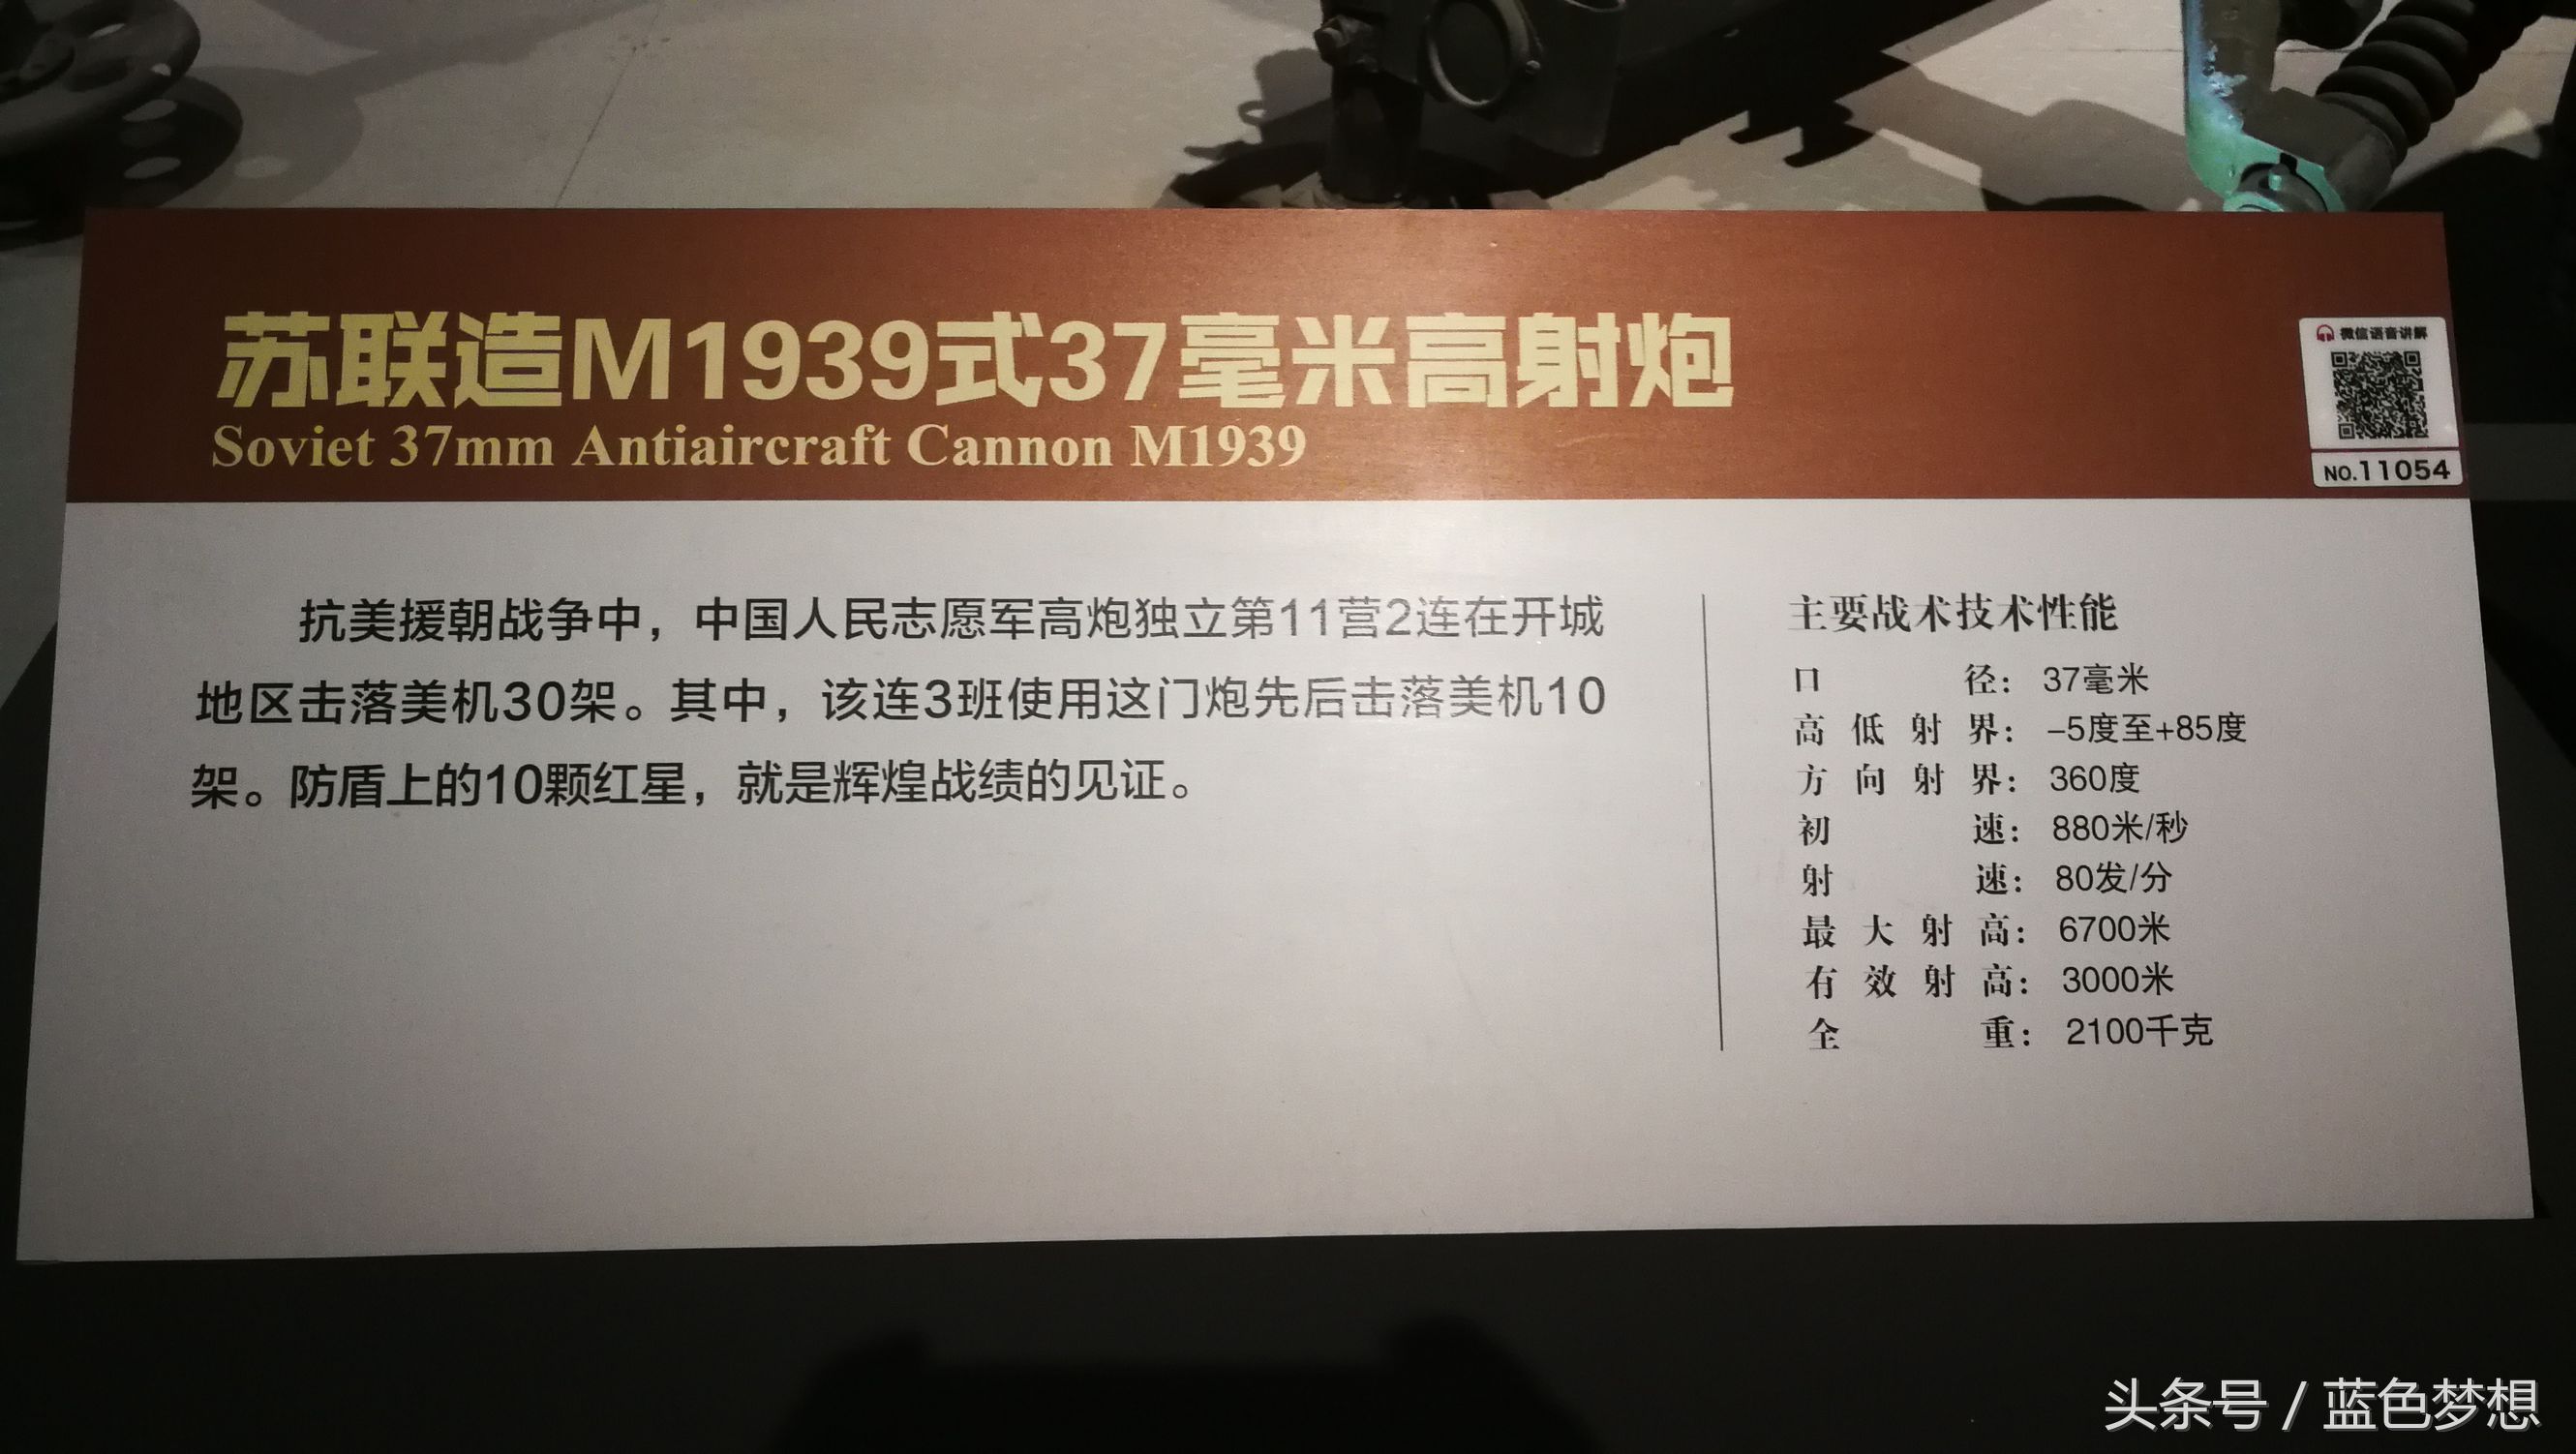 苏联造M1939式37毫米高射炮
Soviet 37mm Antiaircraft Cannon M1939
微信语音讲解
NO.11054
抗美援朝战争中，中国人民志愿军高炮独立第11营2连在开城
地区击落美机30架。其中，该连3班使用这门炮先后击落美机10
架。防盾上的10颗红星，就是辉煌战绩的见证。
主要战术技术性能
口径：37毫米
高低射界：-5度至+85度
方向射界：360度
初速：880米/秒
射速：80发/分
最大射高：6700米
有效射高：3000米
全重：2100千克
头条号 / 蓝色梦想